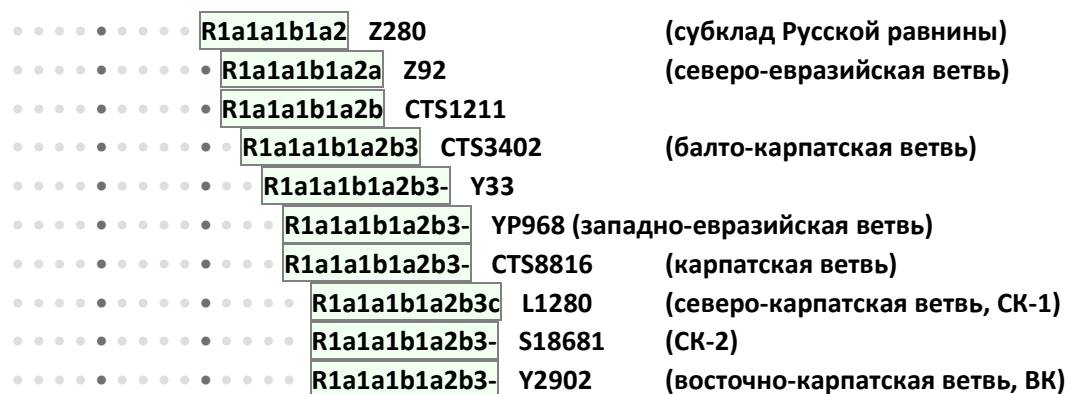 R1a1a1b1a2 Z280 (субклад Русской равнины)
R1a1a1b1a2a Z92 (северо-евразийская ветвь)
R1a1a1b1a2b CTS1211
R1a1a1b1a2b3 CTS3402 (балто-карпатская ветвь)
R1a1a1b1a2b3- Y33
R1a1a1b1a2b3- YP968 (западно-евразийская ветвь)
R1a1a1b1a2b3- CTS8816 (карпатская ветвь)
R1a1a1b1a2b3c L1280 (северо-карпатская ветвь, СК-1)
R1a1a1b1a2b3- S18681 (СК-2)
R1a1a1b1a2b3- Y2902 (восточно-карпатская ветвь, ВК)